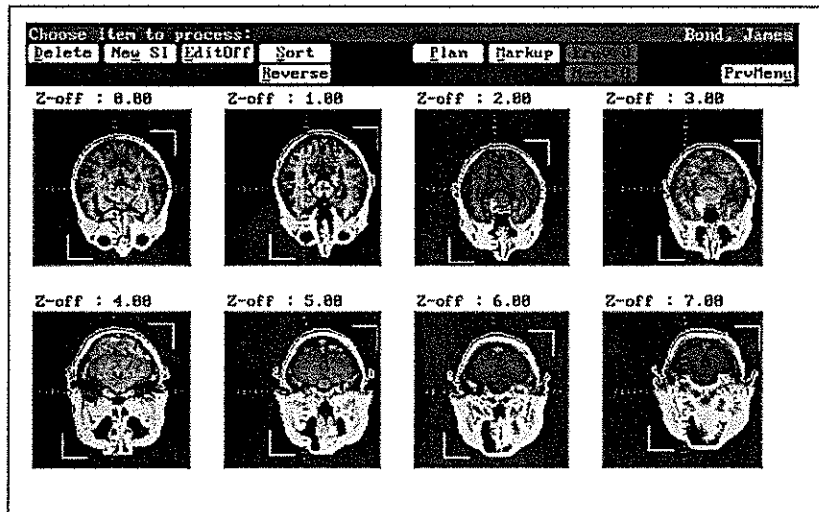 Choose item to process: Bond, James
Delete New SI EditOff Sort Plan Markup
Reverse PrvMenu
Z-off : 0.00 Z-off : 1.00 Z-off : 2.00 Z-off : 3.00
Z-off : 4.00 Z-off : 5.00 Z-off : 6.00 Z-off : 7.00